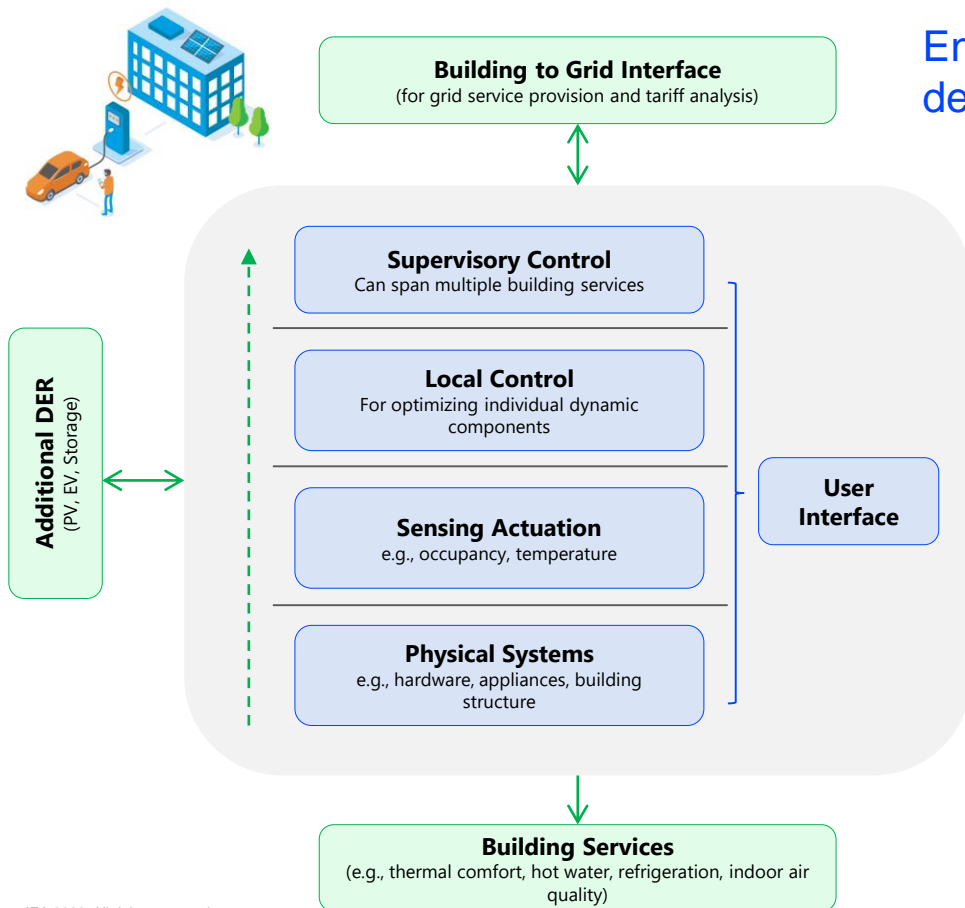 Building to Grid Interface
(for grid service provision and tariff analysis)
Supervisory Control
Can span multiple building services
Local Control
For optimizing individual dynamic
components
Sensing Actuation
e.g., occupancy, temperature
Physical Systems
e.g., hardware, appliances, building
structure
Additional DER
(PV, EV, Storage)
User
Interface
Building Services
(e.g., thermal comfort, hot water, refrigeration, indoor air
quality)